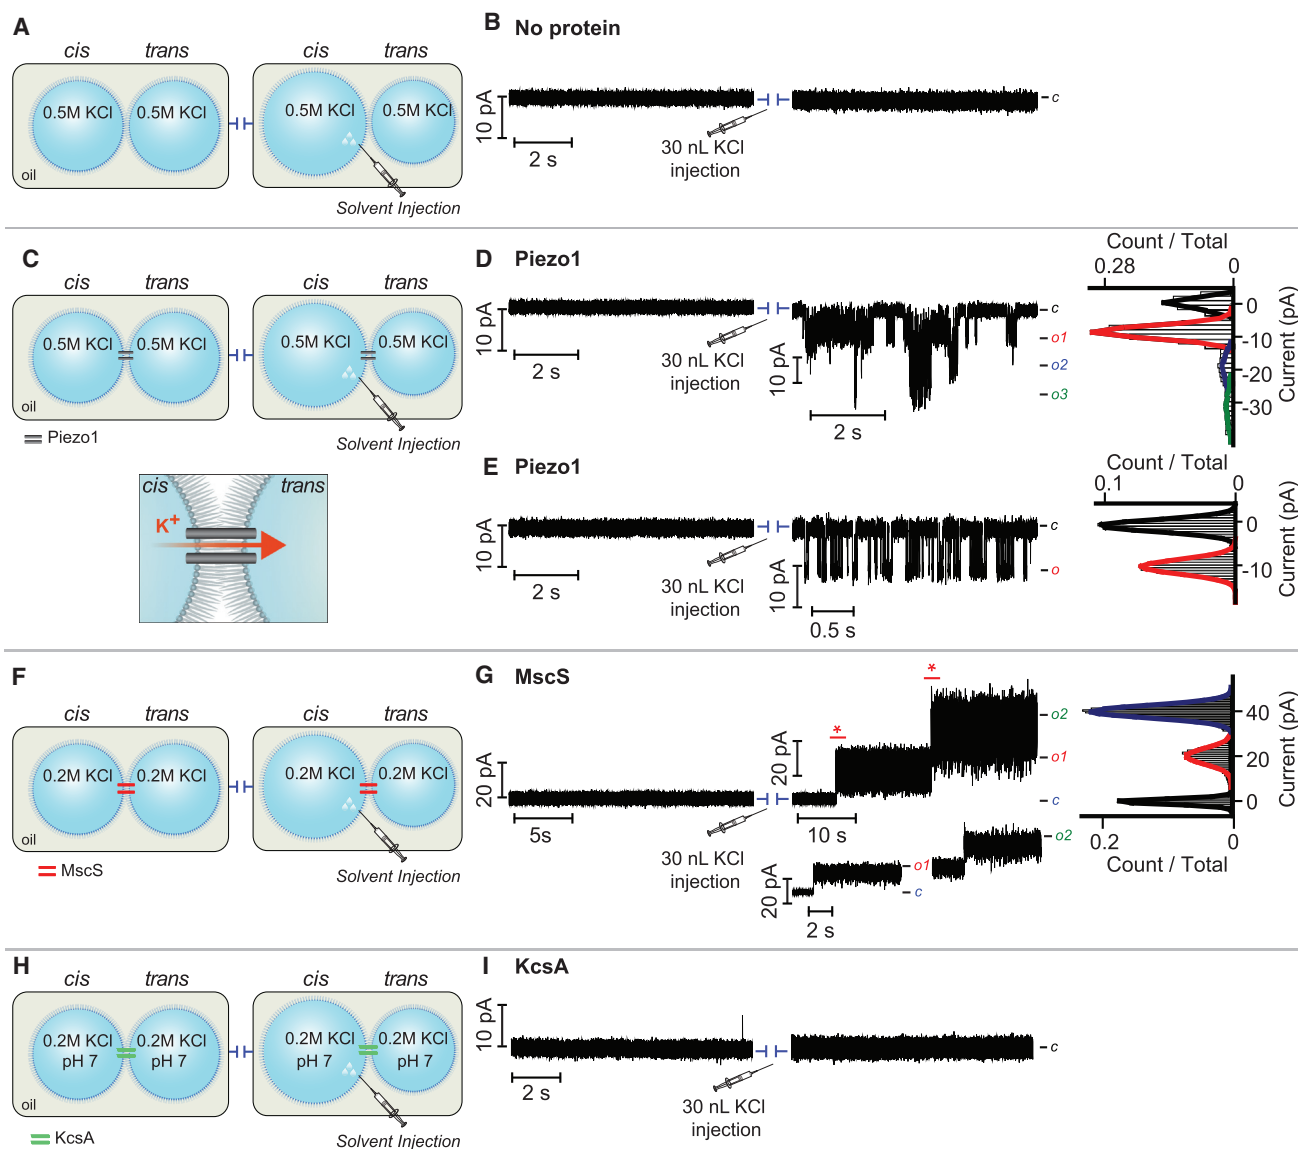 A
cis trans
cis trans
0.5M KCl 0.5M KCl
0.5M KCl 0.5M KCl
oil
Solvent Injection
B No protein
10 pA
2 s
30 nL KCl
injection
c
C
cis trans
cis trans
0.5M KCl 0.5M KCl
0.5M KCl 0.5M KCl
oil
Piezo1
Solvent Injection
cis trans
K+
D Piezo1
10 pA
2 s
30 nL KCl
injection
10 pA
2 s
c
o1
o2
o3
Count / Total
0.28 0
0
-10
-20
-30
Current (pA)
E Piezo1
10 pA
2 s
30 nL KCl
injection
10 pA
0.5 s
c
o
Count / Total
0.1 0
0
-10
Current (pA)
F
cis trans
cis trans
0.2M KCl 0.2M KCl
0.2M KCl 0.2M KCl
oil
MscS
Solvent Injection
G MscS
20 pA
5s
30 nL KCl
injection
20 pA
10 s
*
*
o2
o1
c
20 pA
2 s
o1
c
o2
40
20
0
Current (pA)
0.2 0
Count / Total
H
cis trans
cis trans
0.2M KCl 0.2M KCl
pH 7 pH 7
0.2M KCl 0.2M KCl
pH 7 pH 7
oil
KcsA
Solvent Injection
I KcsA
10 pA
2 s
30 nL KCl
injection
c